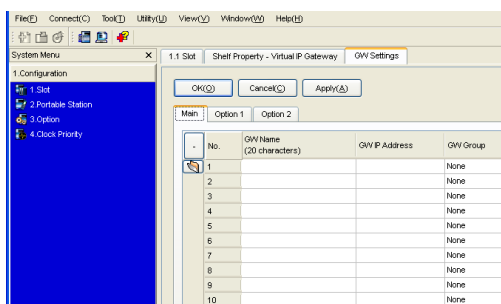 File(F) Connect(C) Tool(T) Utility(U) View(V) Window(W) Help(H)
System Menu X
1.1 Slot Shelf Property - Virtual IP Gateway GW Settings
1.Configuration
1.Slot
2.Portable Station
3.Option
4.Clock Priority
OK(O) Cancel(C) Apply(A)
Main Option 1 Option 2
- No. GW Name (20 characters) GW IP Address GW Group
1 None
2 None
3 None
4 None
5 None
6 None
7 None
8 None
9 None
10 None